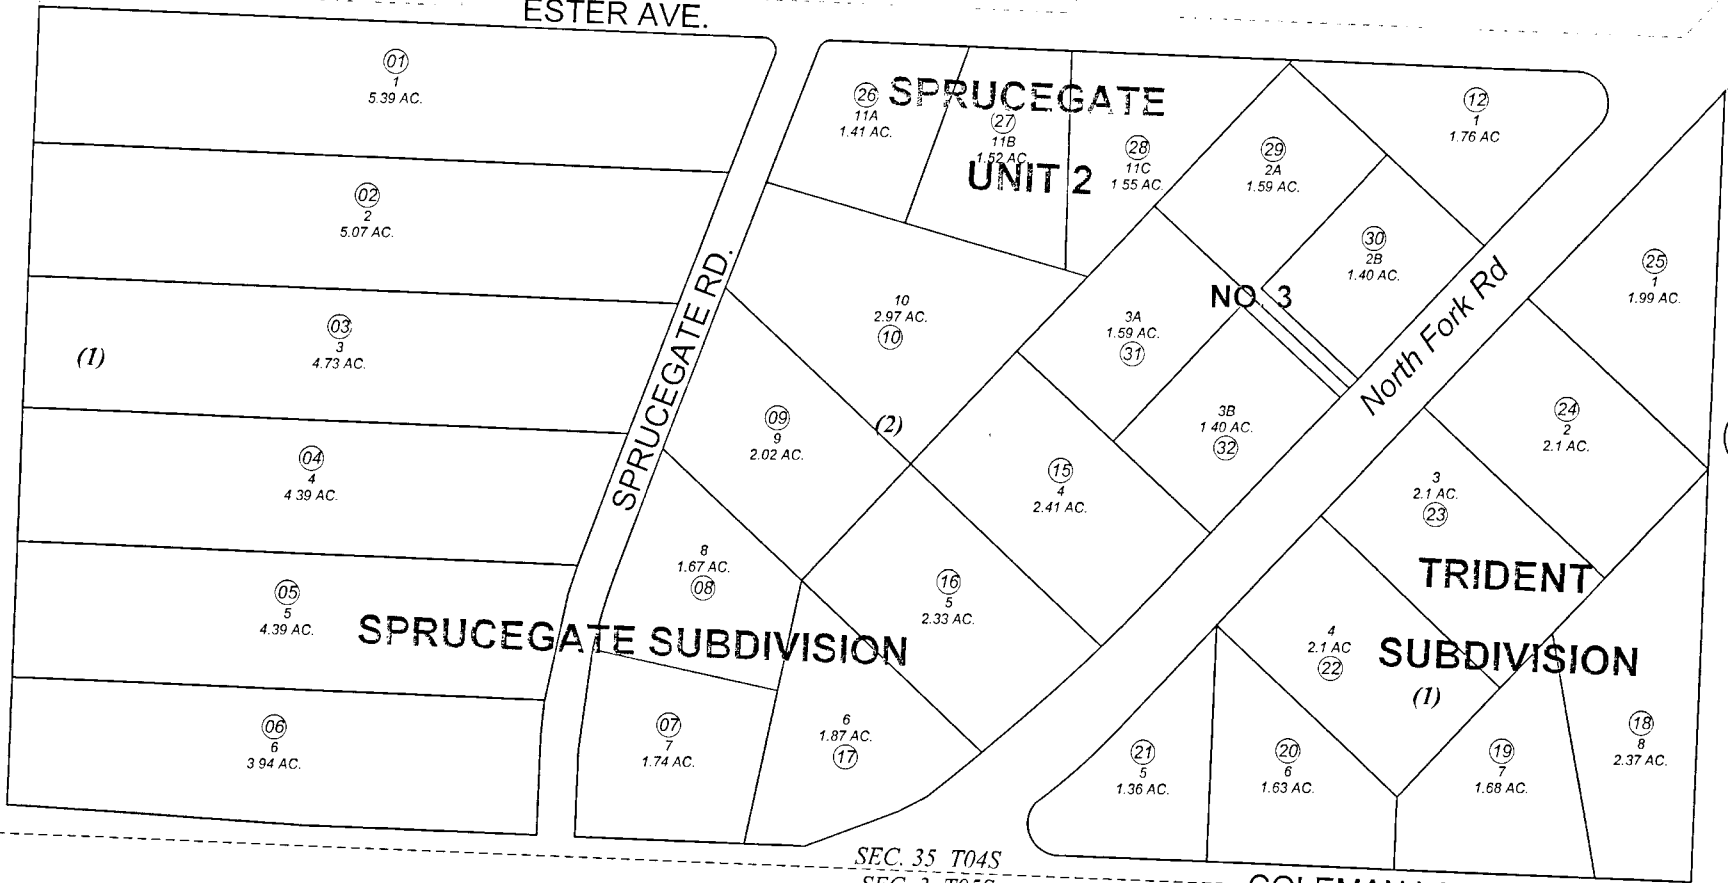 ESTER AVE.
01
1
5.39 AC.
02
2
5.07 AC.
03
3
4.73 AC.
(1)
04
4
4 39 AC.
05
5
4.39 AC.
06
6
3 94 AC.
SPRUCEGATE RD.
SPRUCEGATE SUBDIVISION
SPRUCEGATE
UNIT 2
26
11A
1.41 AC.
27
11B
1.52 AC
28
11C
1 55 AC.
29
2A
1.59 AC.
12
1
1.76 AC
30
2B
1.40 AC.
NO. 3
10
2.97 AC.
10
3A
1.59 AC.
31
09
9
2.02 AC.
(2)
3B
1 40 AC.
32
15
4
2.41 AC.
8
1.67 AC.
08
16
5
2.33 AC.
07
7
1.74 AC.
6
1.87 AC.
17
North Fork Rd
25
1
1.99 AC.
24
2
2.1 AC.
3
2.1 AC.
23
TRIDENT
SUBDIVISION
(1)
4
2.1 AC
22
21
5
1.36 AC.
20
6
1.63 AC.
19
7
1.68 AC.
18
8
2.37 AC.
SEC. 35 T04S
SEC. 2 T05S